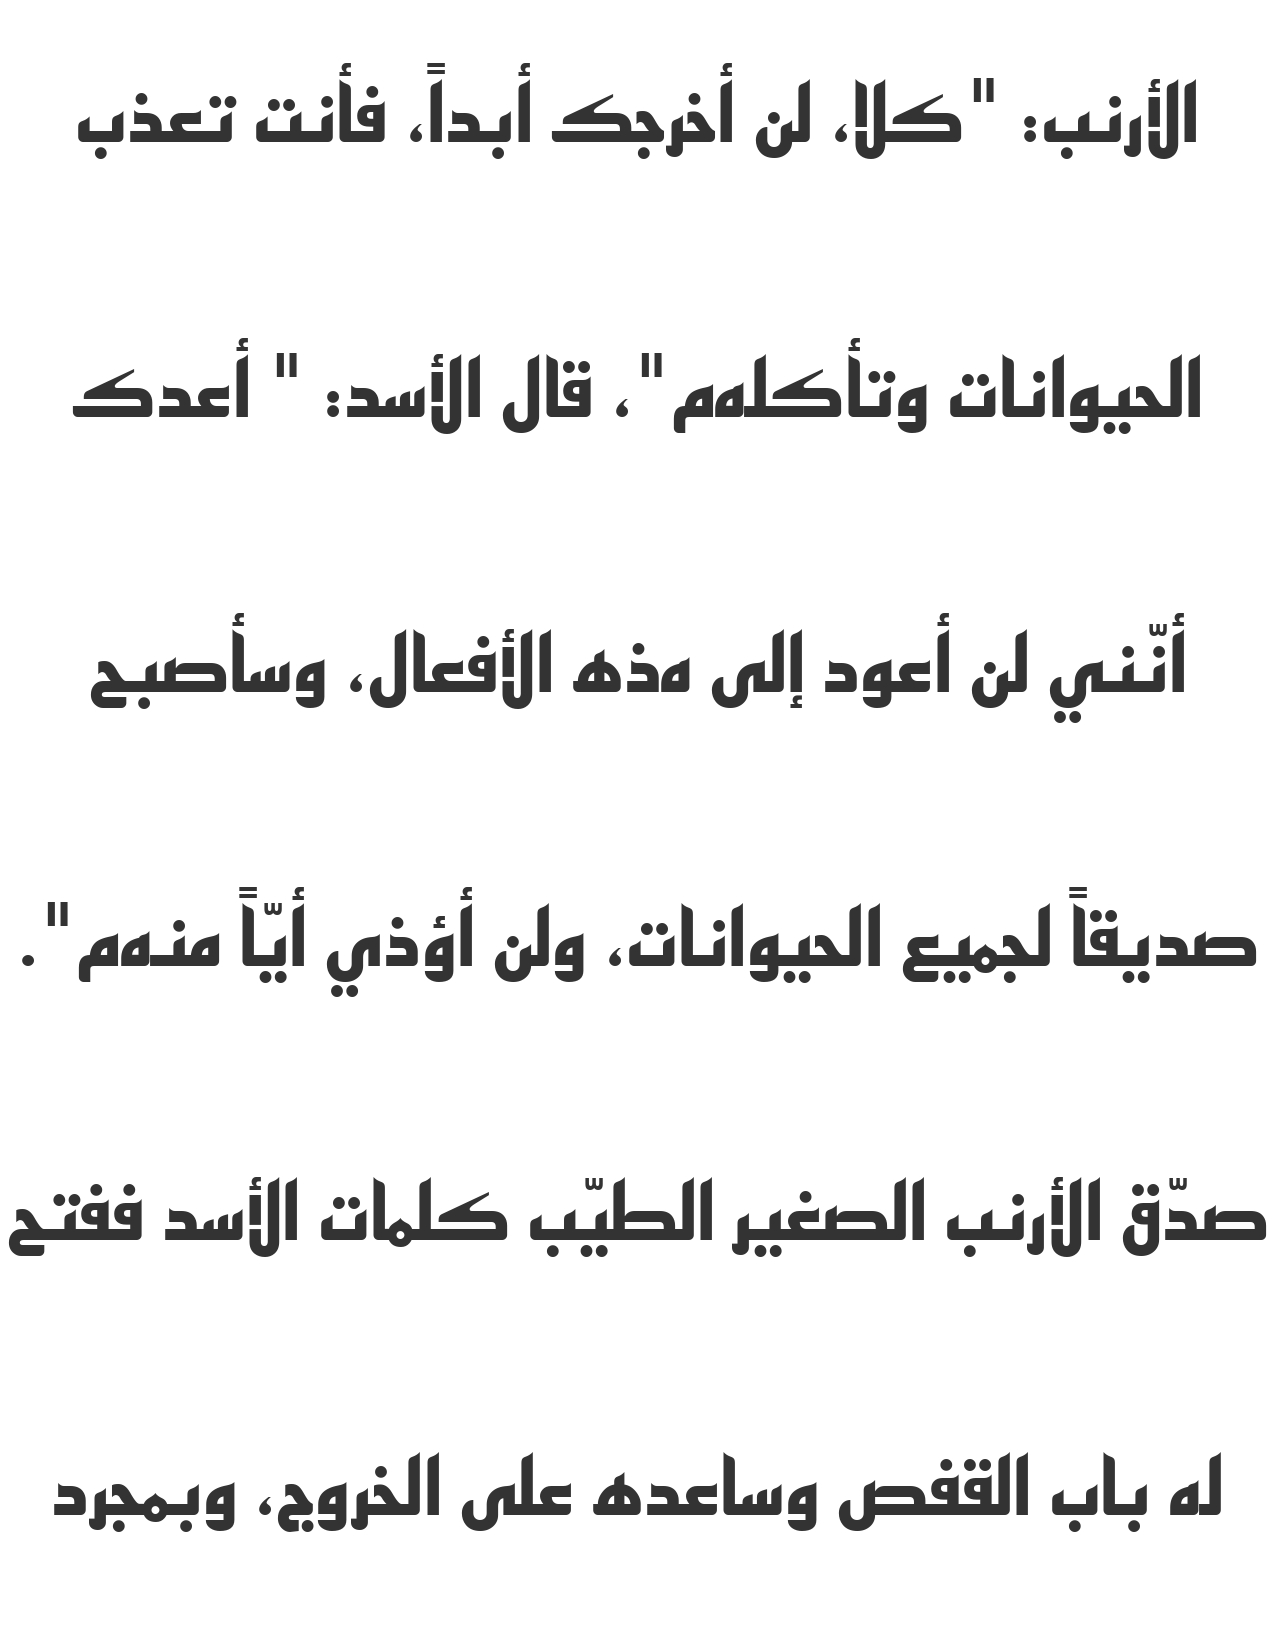 الأرنب: "كلا، لن أخرجك أبداً، فأنت تعذب
الحيوانات وتأكلهم"، قال الأسد: " أعدك
أنّني لن أعود إلى هذه الأفعال، وسأصبح
صديقاً لجميع الحيوانات، ولن أؤذي أيّاً منهم".
صدّق الأرنب الصغير الطيّب كلمات الأسد ففتح
له باب القفص وساعده على الخروج، وبمجرد